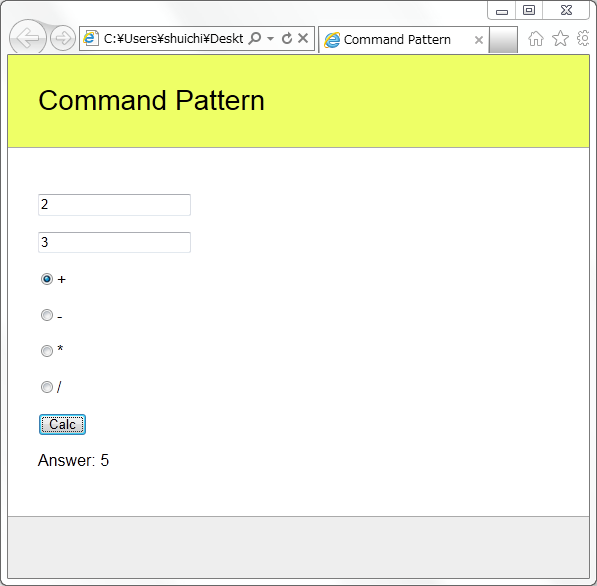 C:¥Users¥shuichi¥Deskt
Command Pattern
Command Pattern
2
3
+
-
*
/
Calc
Answer: 5